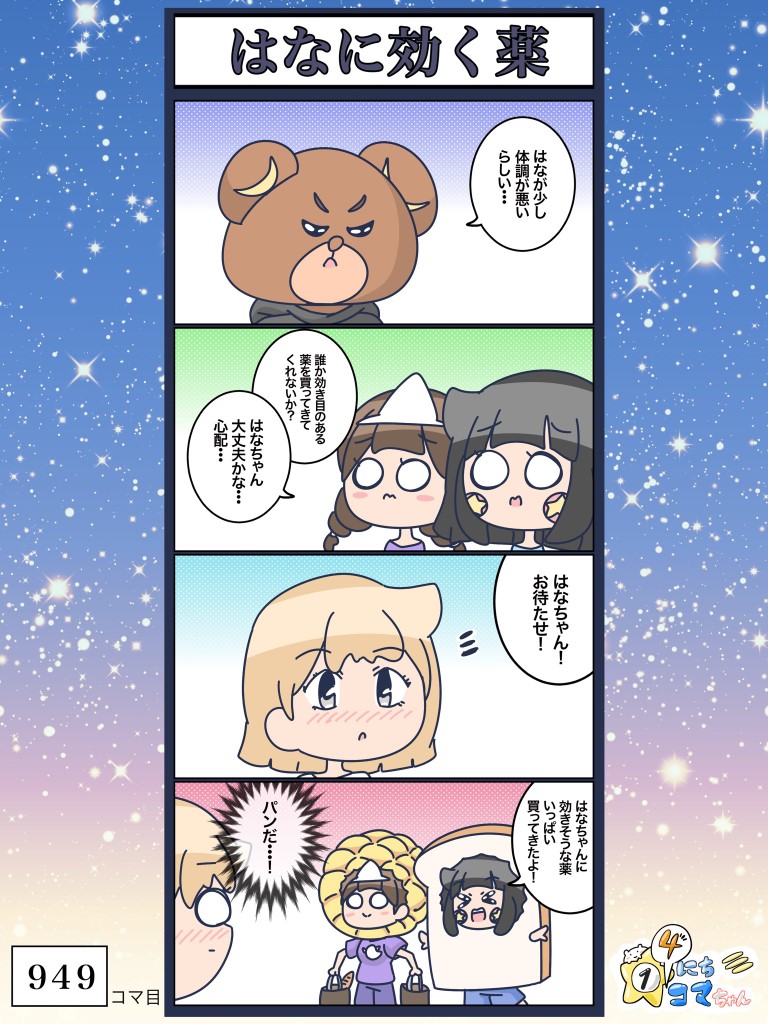 はなに効く薬
はなが少し
体調が悪い
らしい…
誰か効き目のある
薬を買ってきて
くれないか？
はなちゃん
大丈夫かな…
心配…
はなちゃん！
お待たせ！
はなちゃんに
効きそうな薬
いっぱい
買ってきたよ！
パンだ…！
949
コマ目
1
にち
4
コマ
ちゃん